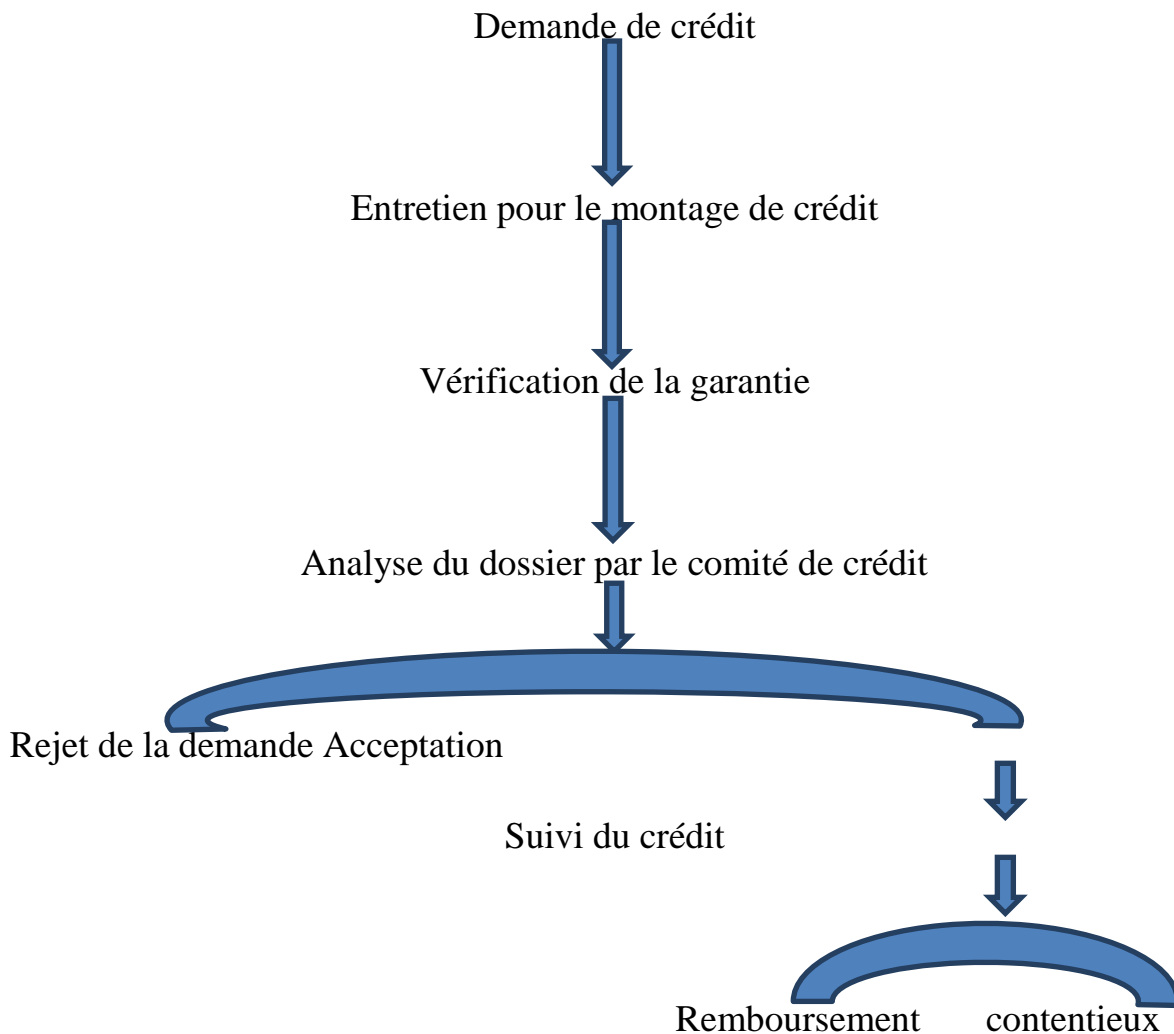 Demande de crédit
Entretien pour le montage de crédit
Vérification de la garantie
Analyse du dossier par le comité de crédit
Rejet de la demande Acceptation
Suivi du crédit
Remboursement contentieux